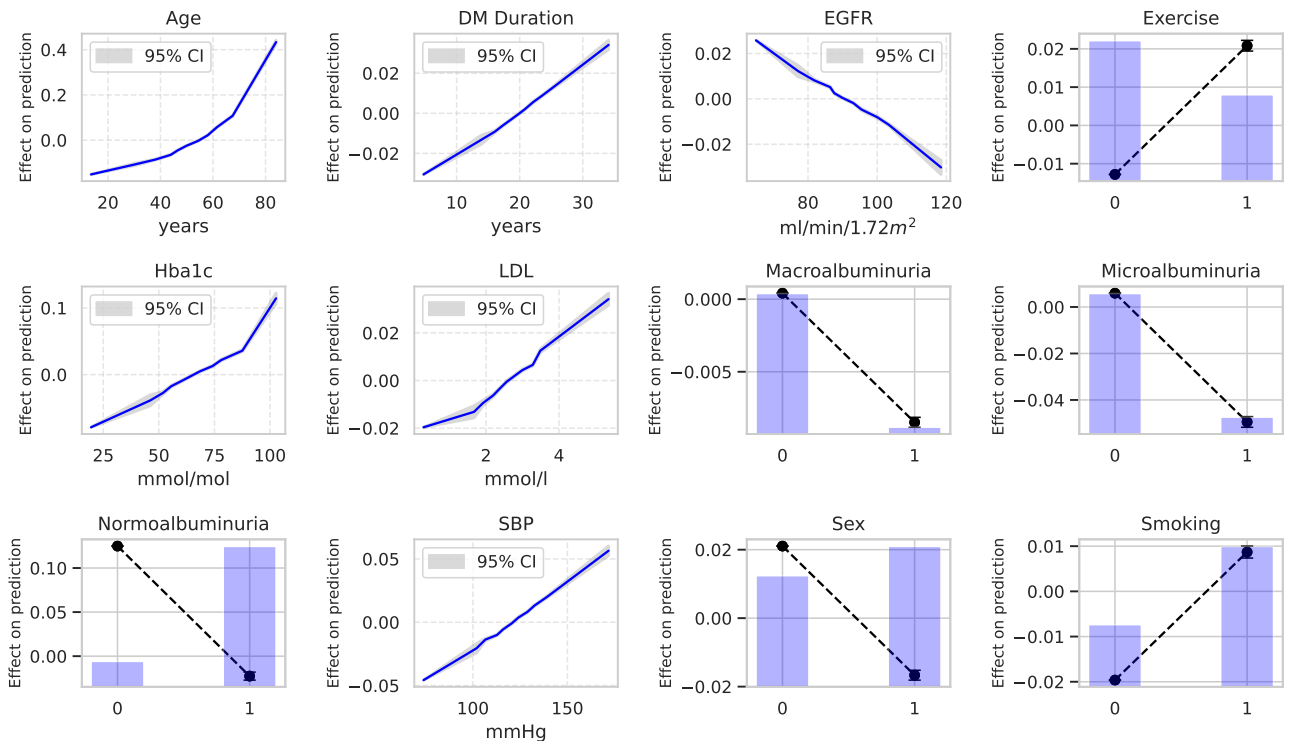 Age
Effect on prediction
0.4
0.2
0.0
95% CI
20 40 60 80
years
DM Duration
Effect on prediction
0.02
0.00
−0.02
95% CI
10 20 30
years
EGFR
Effect on prediction
0.02
0.00
−0.02
95% CI
80 100 120
ml/min/1.72m²
Exercise
Effect on prediction
0.02
0.01
0.00
−0.01
0 1
Hba1c
Effect on prediction
0.1
0.0
95% CI
25 50 75 100
mmol/mol
LDL
Effect on prediction
0.02
0.00
−0.02
95% CI
2 4
mmol/l
Macroalbuminuria
Effect on prediction
0.000
−0.005
0 1
Microalbuminuria
Effect on prediction
0.00
−0.02
−0.04
0 1
Normoalbuminuria
Effect on prediction
0.10
0.05
0.00
0 1
SBP
Effect on prediction
0.05
0.00
−0.05
95% CI
100 150
mmHg
Sex
Effect on prediction
0.02
0.00
−0.02
0 1
Smoking
Effect on prediction
0.01
0.00
−0.01
−0.02
0 1